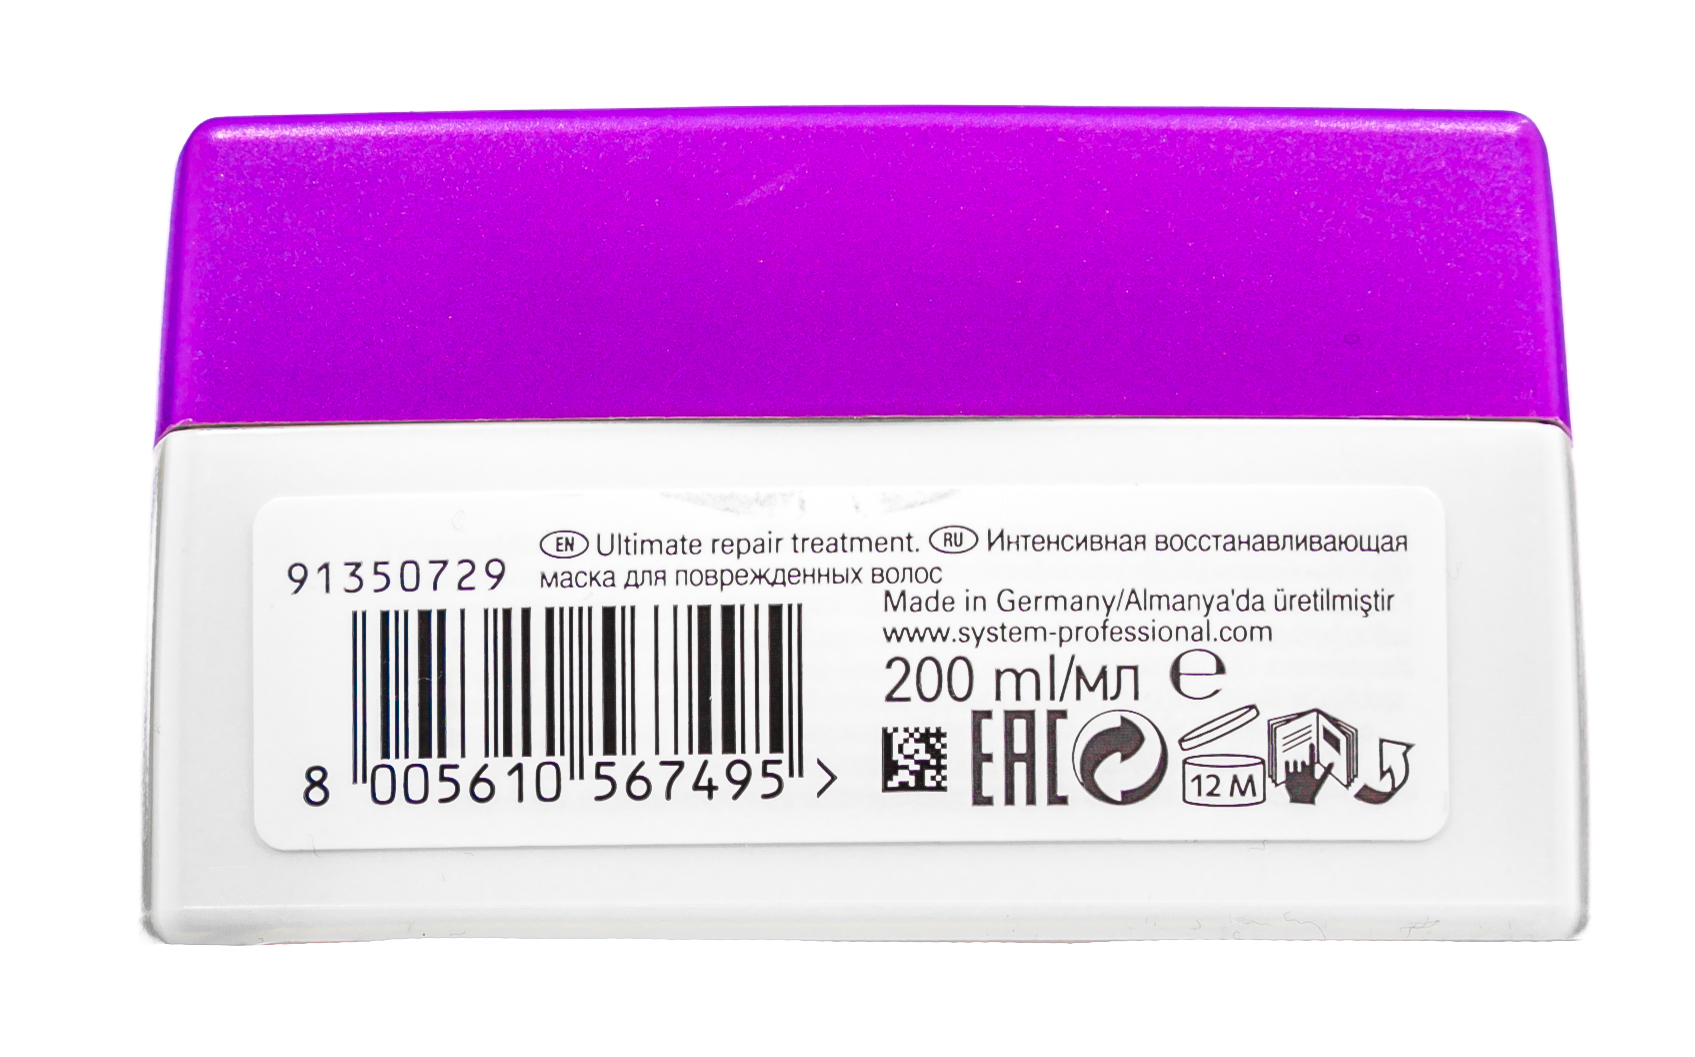 EN Ultimate repair treatment. RU Интенсивная восстанавливающая
маска для поврежденных волос
91350729
Made in Germany/Almanya'da üretilmiştir
www.system-professional.com
200 ml/мл ℮
EAC
12 M
8 005610 567495 >